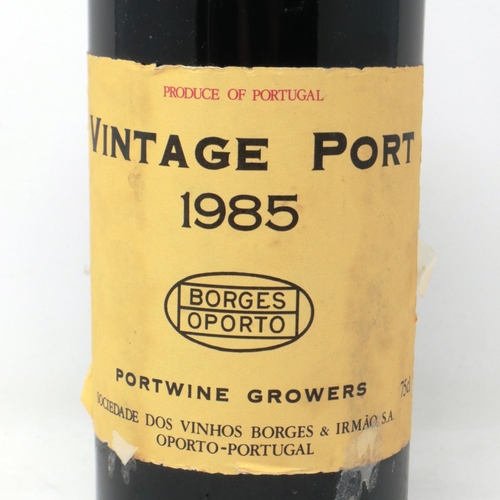 PRODUCE OF PORTUGAL
VINTAGE PORT
1985
BORGES
OPORTO
PORTWINE GROWERS
75cl
SOCIEDADE DOS VINHOS BORGES & IRMÃO, S.A.
OPORTO-PORTUGAL